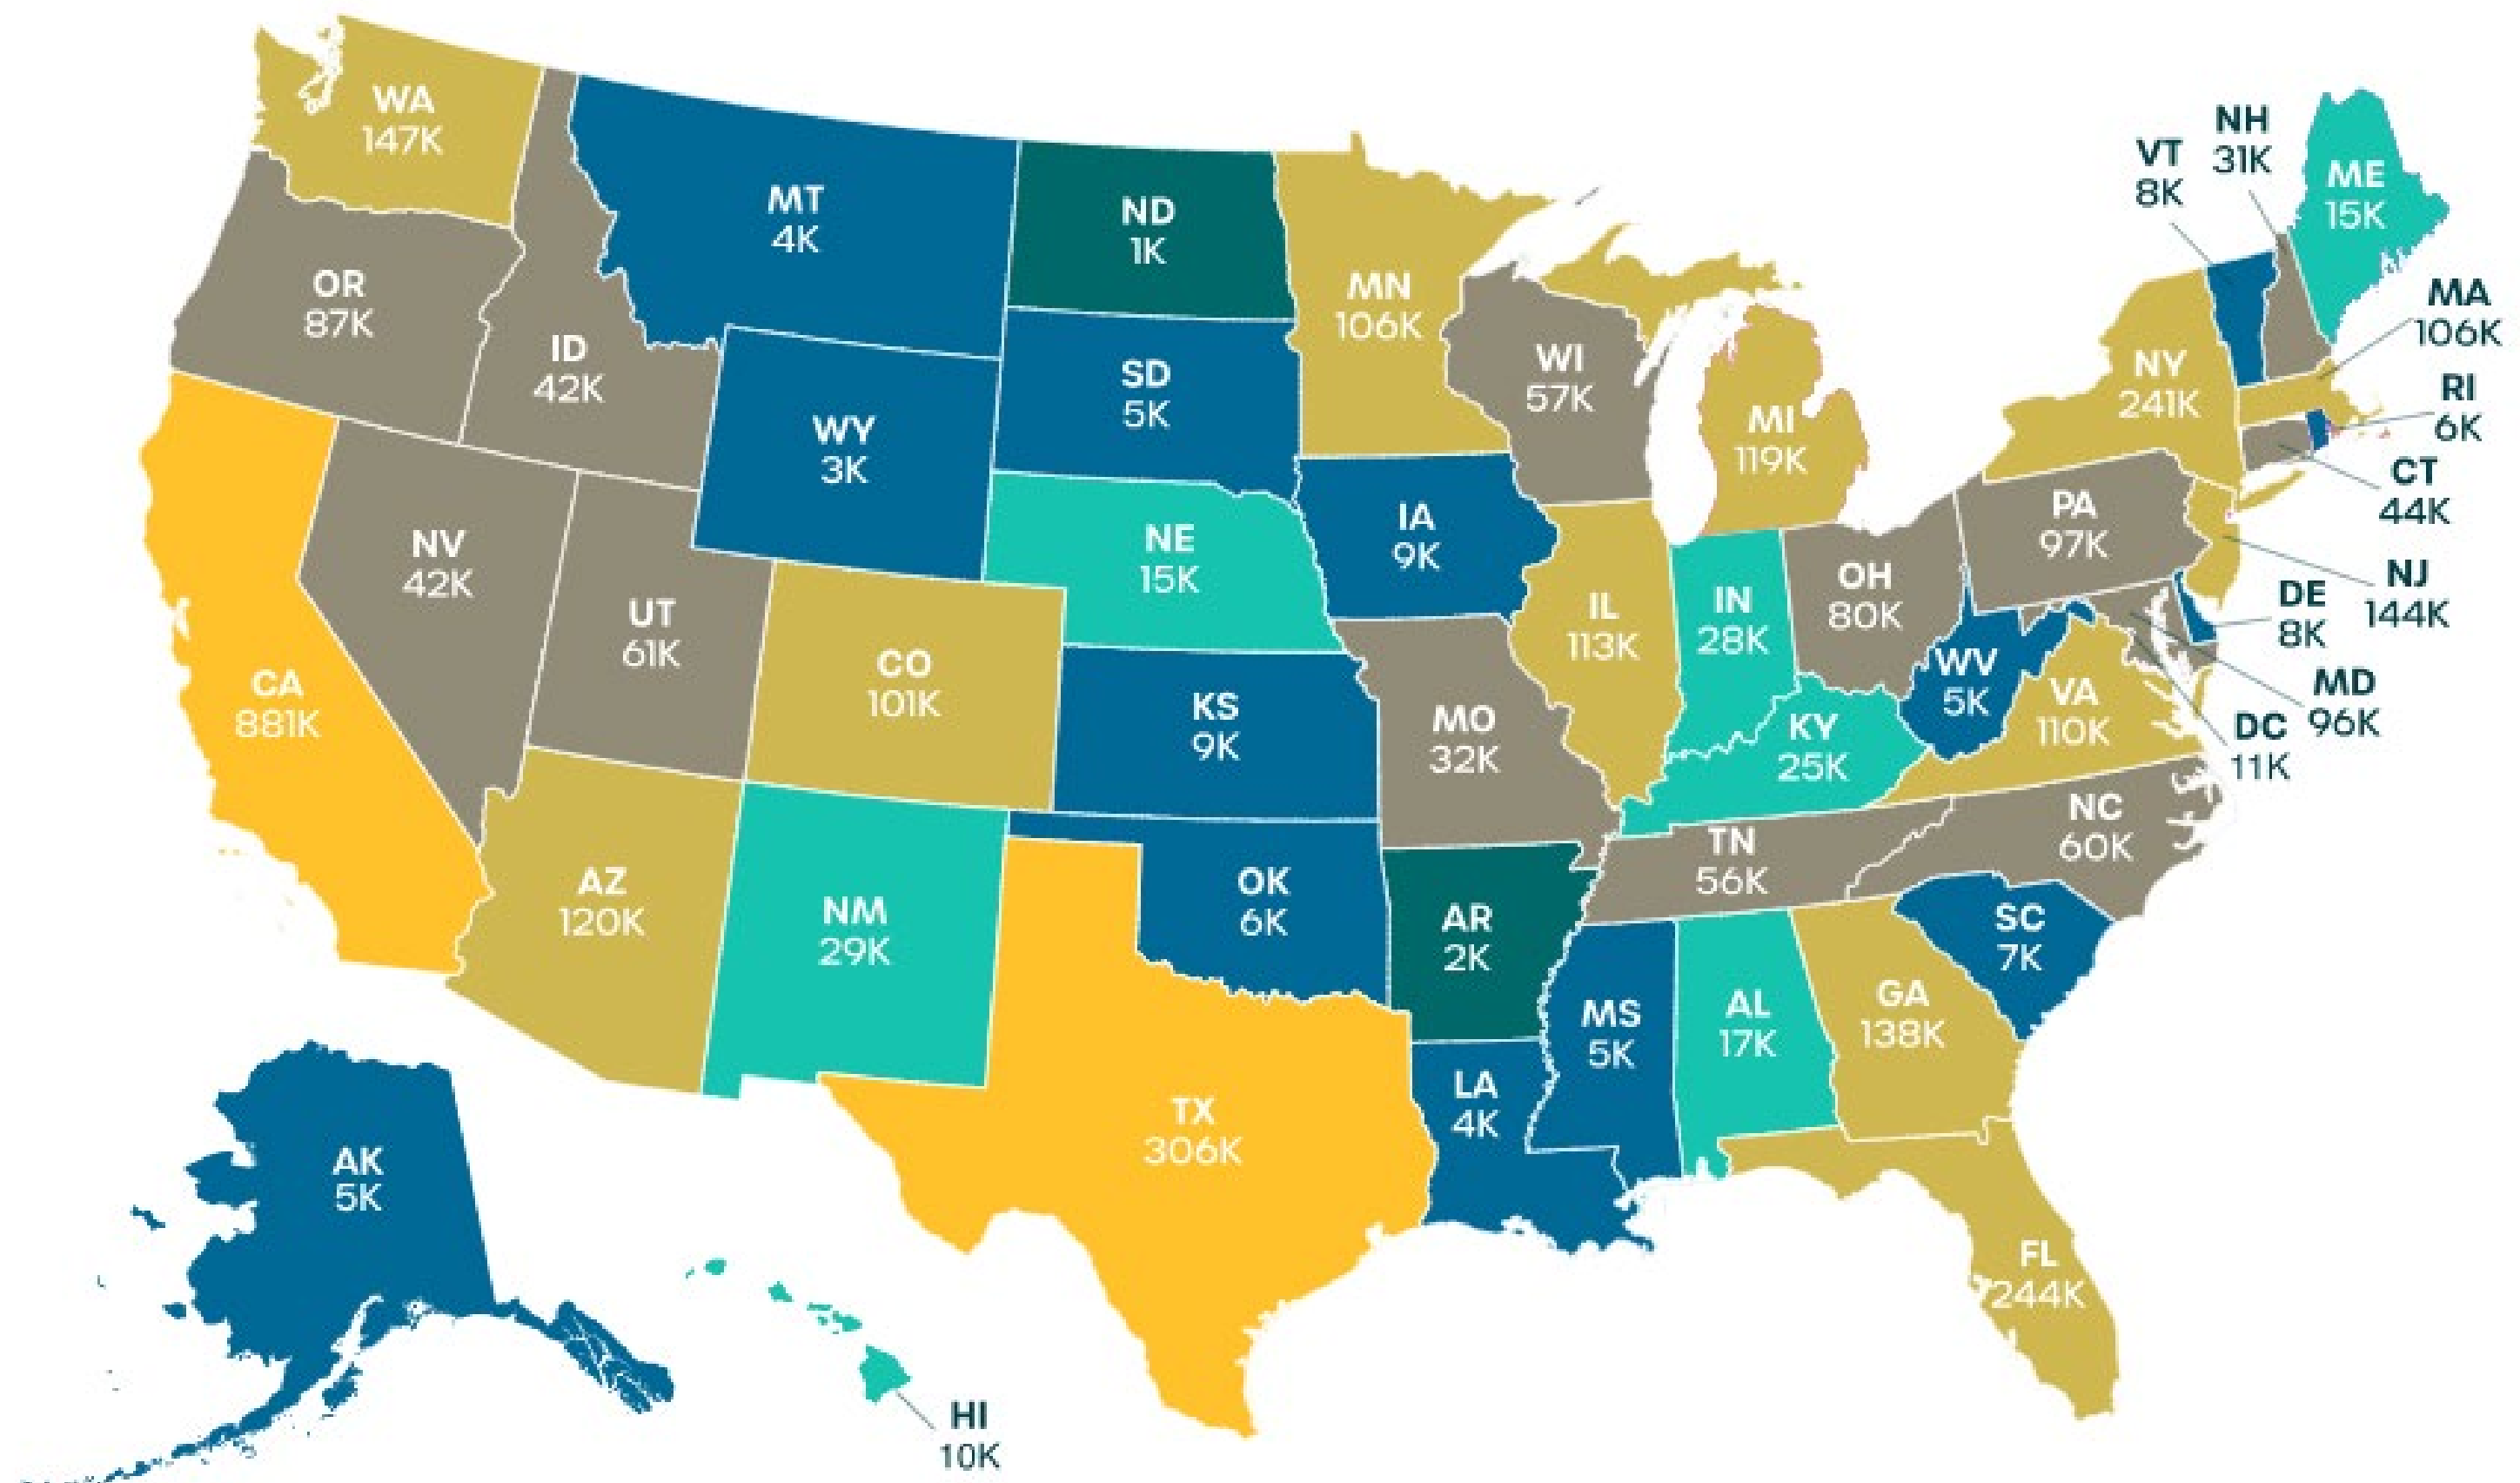 WA
147K
OR
87K
ID
42K
MT
4K
ND
1K
MN
106K
WI
57K
MI
119K
VT
8K
NH
31K
ME
15K
MA
106K
NY
241K
RI
6K
CT
44K
SD
5K
WY
3K
NV
42K
UT
61K
CA
881K
CO
101K
NE
15K
IA
9K
IL
113K
IN
28K
OH
80K
PA
97K
NJ
144K
DE
8K
MD
96K
DC
11K
WV
5K
VA
110K
KS
9K
MO
32K
KY
25K
NC
60K
TN
56K
AZ
120K
NM
29K
OK
6K
AR
2K
SC
7K
MS
5K
AL
17K
GA
138K
LA
4K
TX
306K
FL
244K
AK
5K
HI
10K